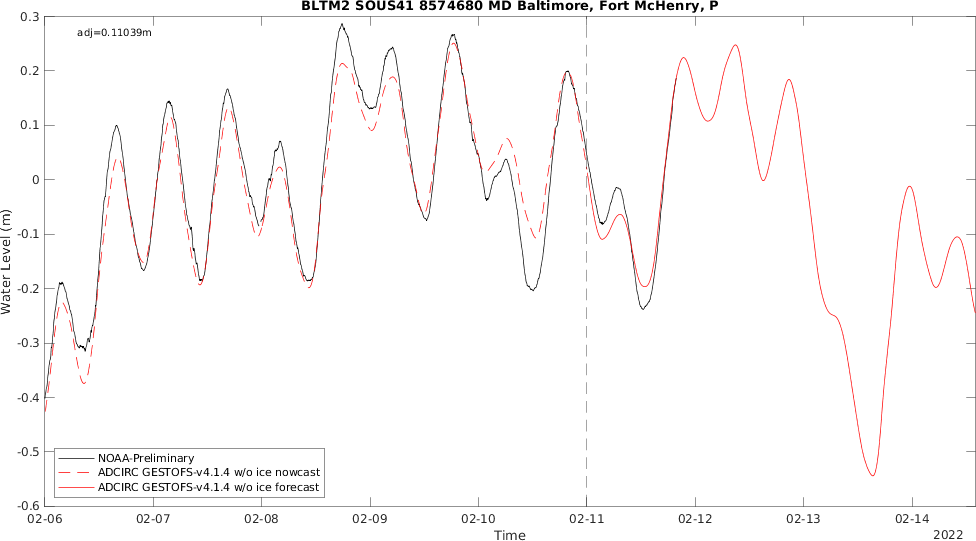 BLTM2 SOUS41 8574680 MD Baltimore, Fort McHenry, P
adj=0.11039m
0.3
0.2
0.1
0
-0.1
-0.2
-0.3
-0.4
-0.5
-0.6
Water Level (m)
NOAA-Preliminary
ADCIRC GESTOFS-v4.1.4 w/o ice nowcast
ADCIRC GESTOFS-v4.1.4 w/o ice forecast
02-06 02-07 02-08 02-09 02-10 02-11 02-12 02-13 02-14
Time
2022